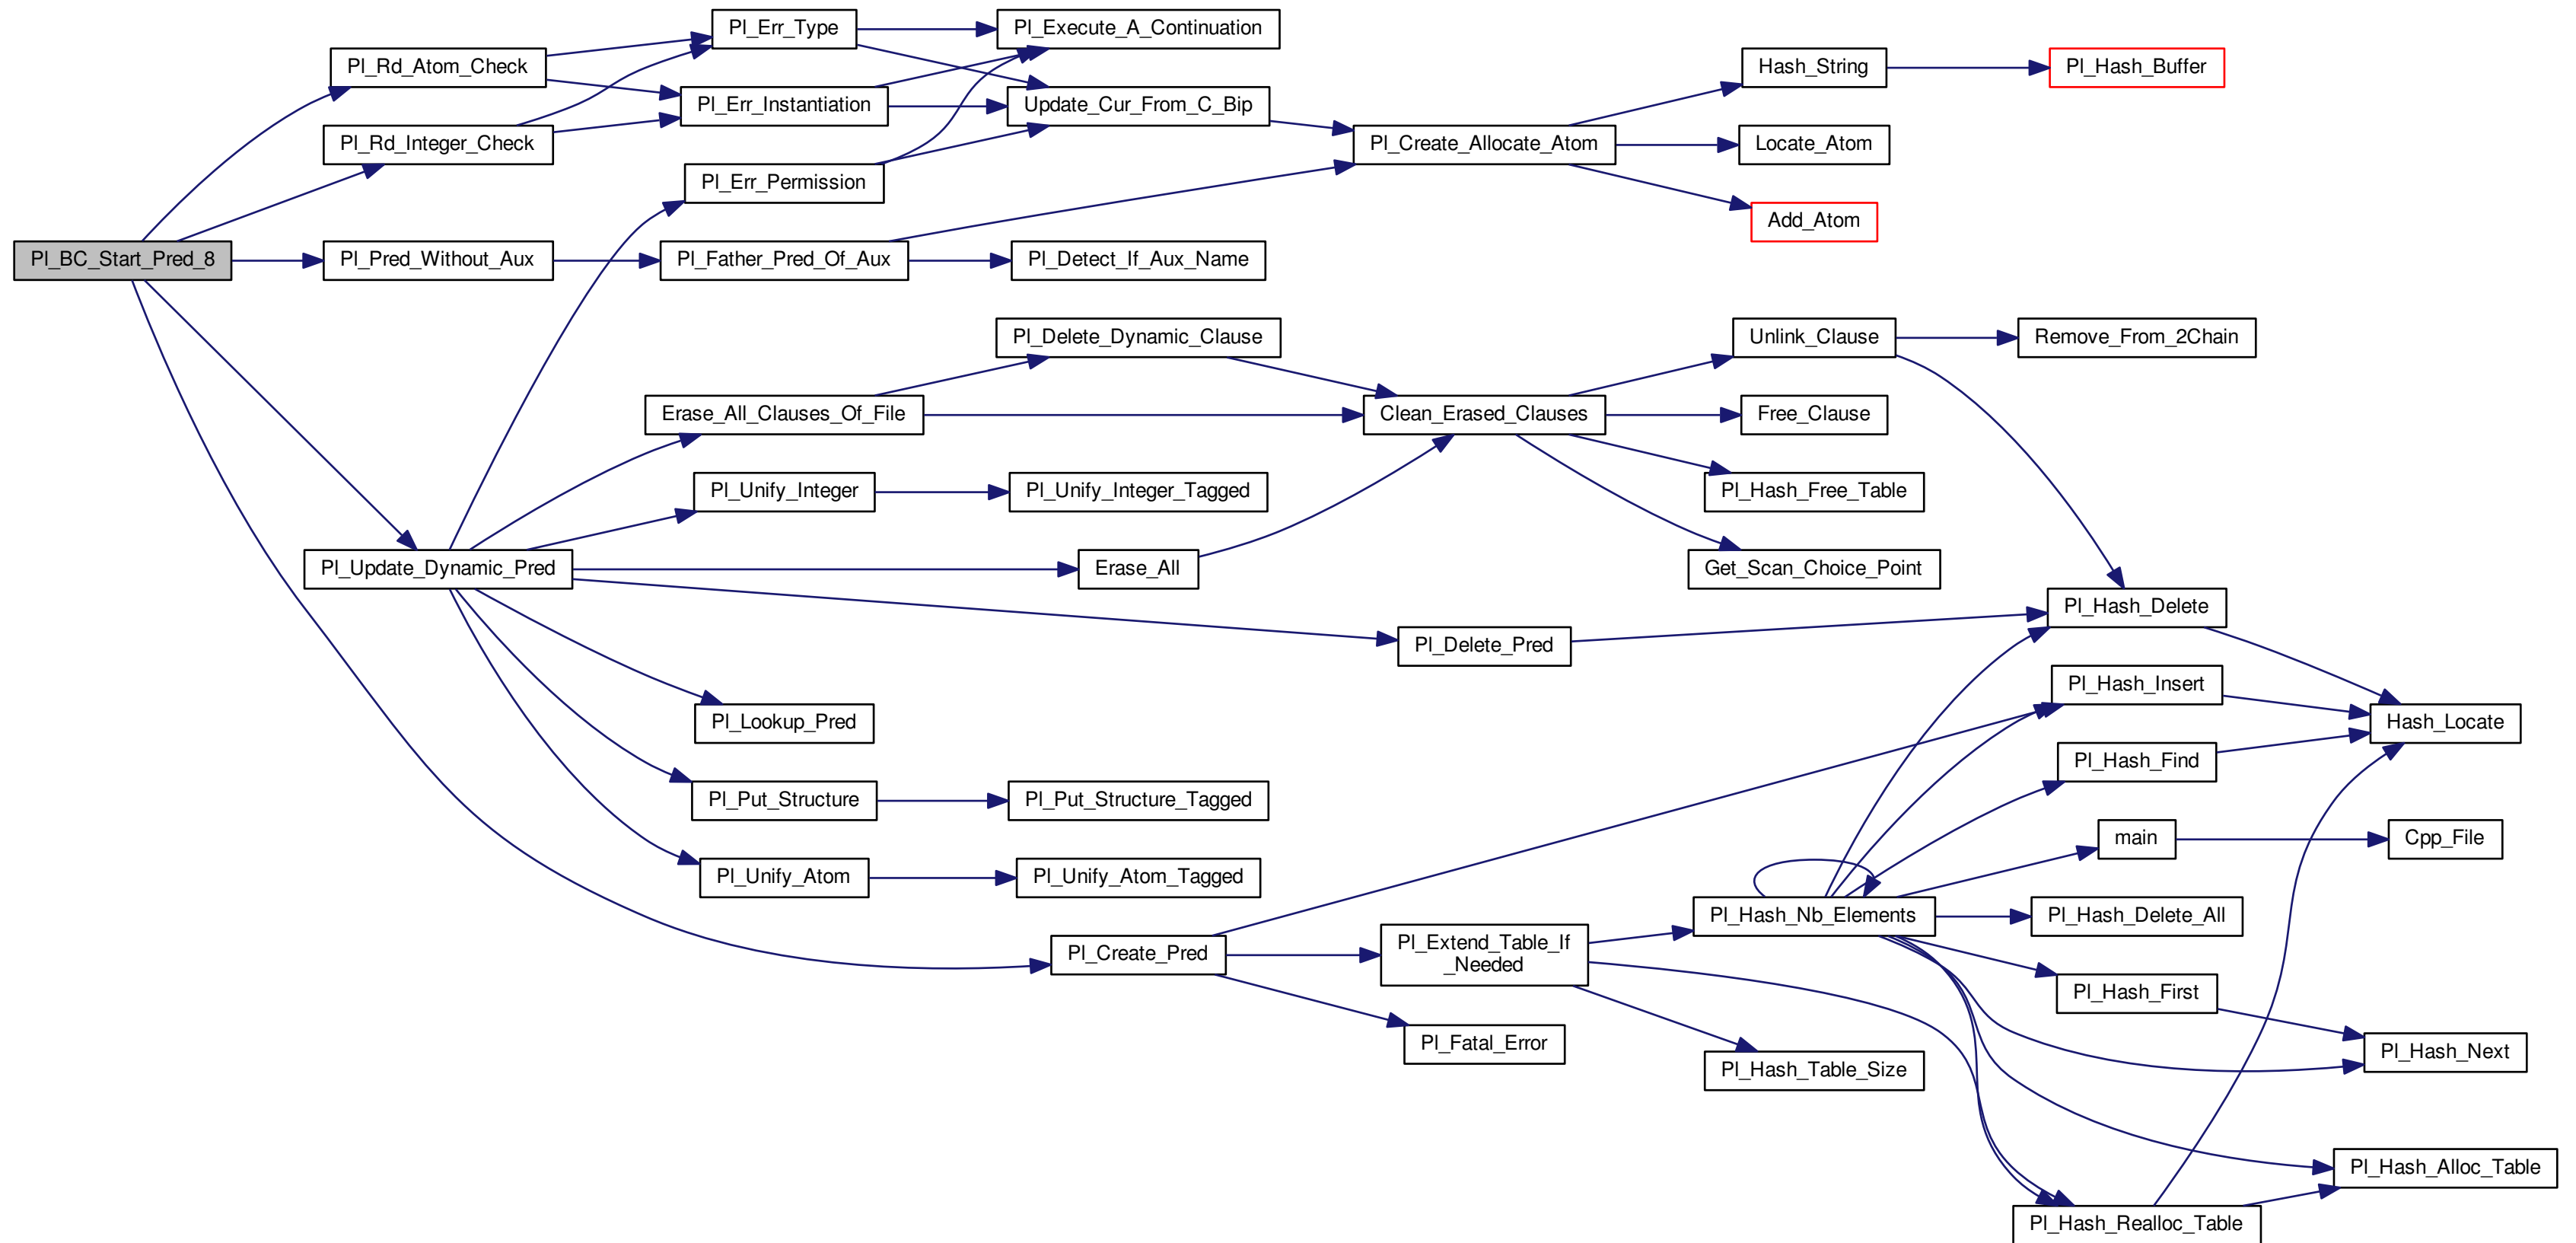 Pl_BC_Start_Pred_8
Pl_Rd_Atom_Check
Pl_Rd_Integer_Check
Pl_Pred_Without_Aux
Pl_Update_Dynamic_Pred
Pl_Err_Type
Pl_Err_Instantiation
Pl_Err_Permission
Pl_Father_Pred_Of_Aux
Erase_All_Clauses_Of_File
Pl_Unify_Integer
Pl_Lookup_Pred
Pl_Put_Structure
Pl_Unify_Atom
Pl_Execute_A_Continuation
Update_Cur_From_C_Bip
Pl_Detect_If_Aux_Name
Pl_Delete_Dynamic_Clause
Pl_Unify_Integer_Tagged
Erase_All
Pl_Put_Structure_Tagged
Pl_Unify_Atom_Tagged
Pl_Create_Pred
Pl_Create_Allocate_Atom
Clean_Erased_Clauses
Pl_Delete_Pred
Pl_Extend_Table_If
_Needed
Pl_Fatal_Error
Hash_String
Locate_Atom
Add_Atom
Unlink_Clause
Free_Clause
Pl_Hash_Free_Table
Get_Scan_Choice_Point
Pl_Hash_Nb_Elements
Pl_Hash_Table_Size
Pl_Hash_Buffer
Remove_From_2Chain
Pl_Hash_Delete
Pl_Hash_Insert
Pl_Hash_Find
main
Pl_Hash_Delete_All
Pl_Hash_First
Pl_Hash_Realloc_Table
Hash_Locate
Cpp_File
Pl_Hash_Next
Pl_Hash_Alloc_Table